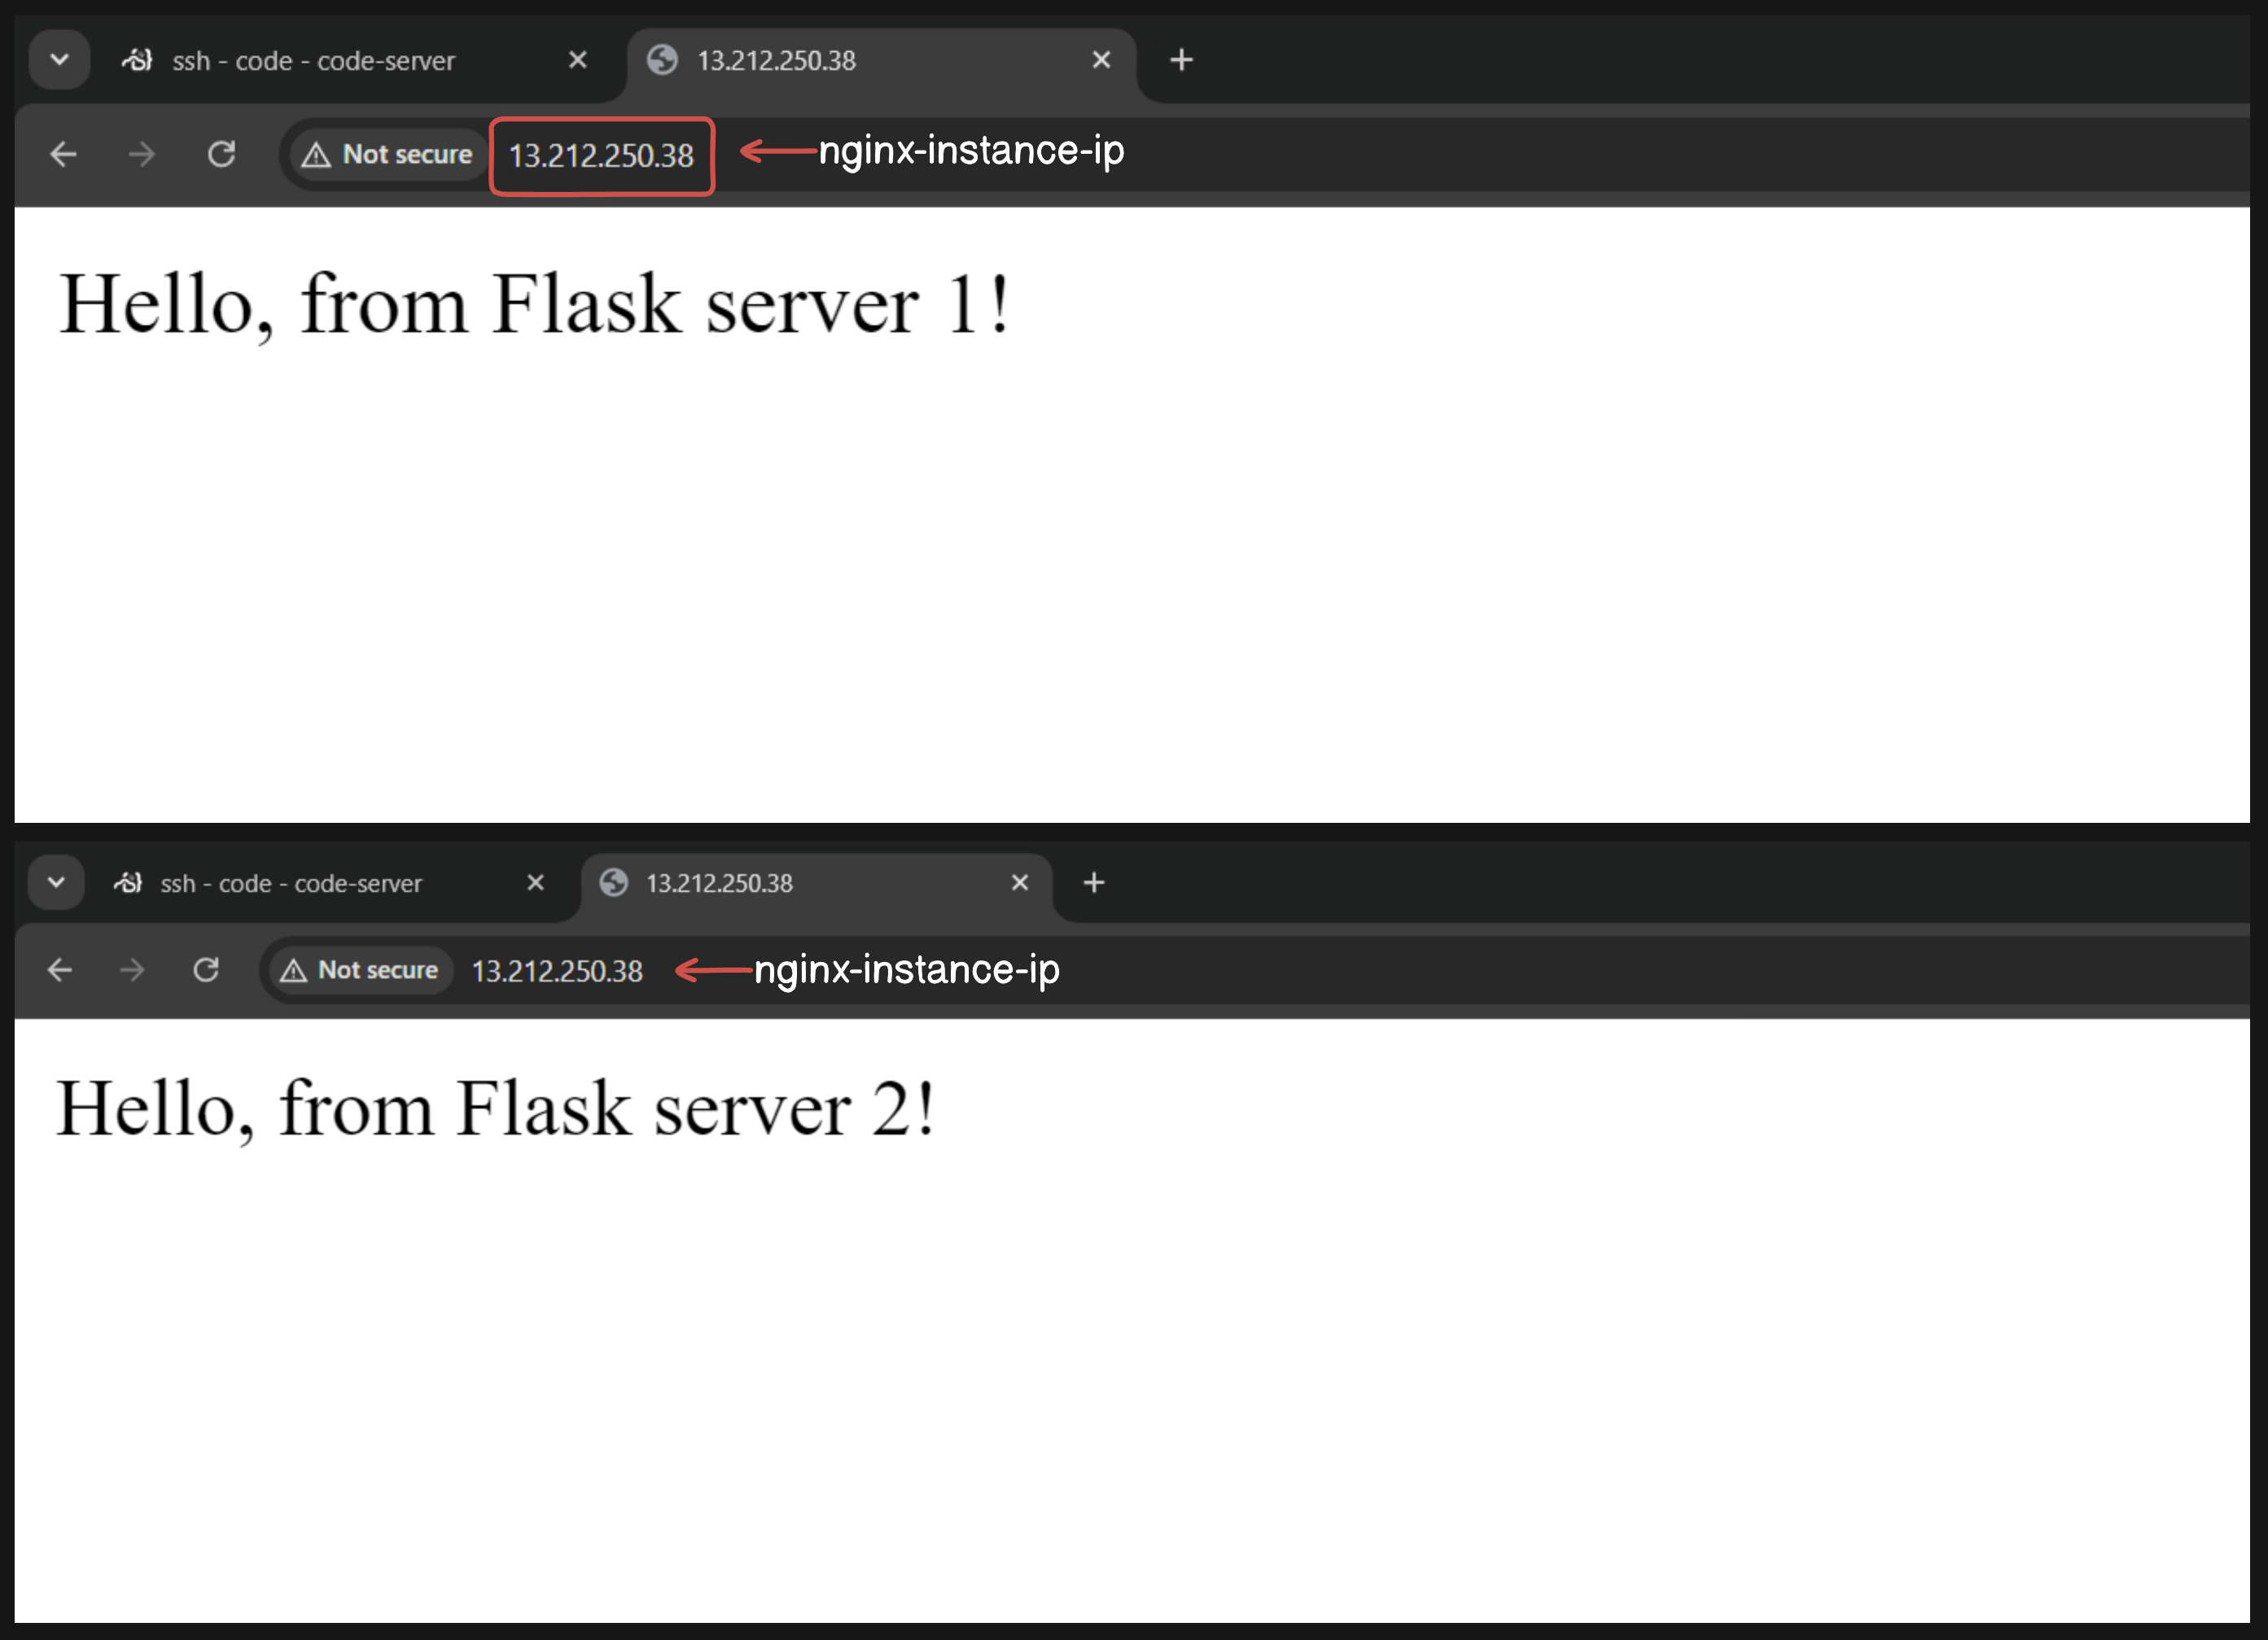 ssh - code - code-server
13.212.250.38
Not secure
13.212.250.38
nginx-instance-ip
Hello, from Flask server 1!
ssh - code - code-server
13.212.250.38
Not secure
13.212.250.38
nginx-instance-ip
Hello, from Flask server 2!